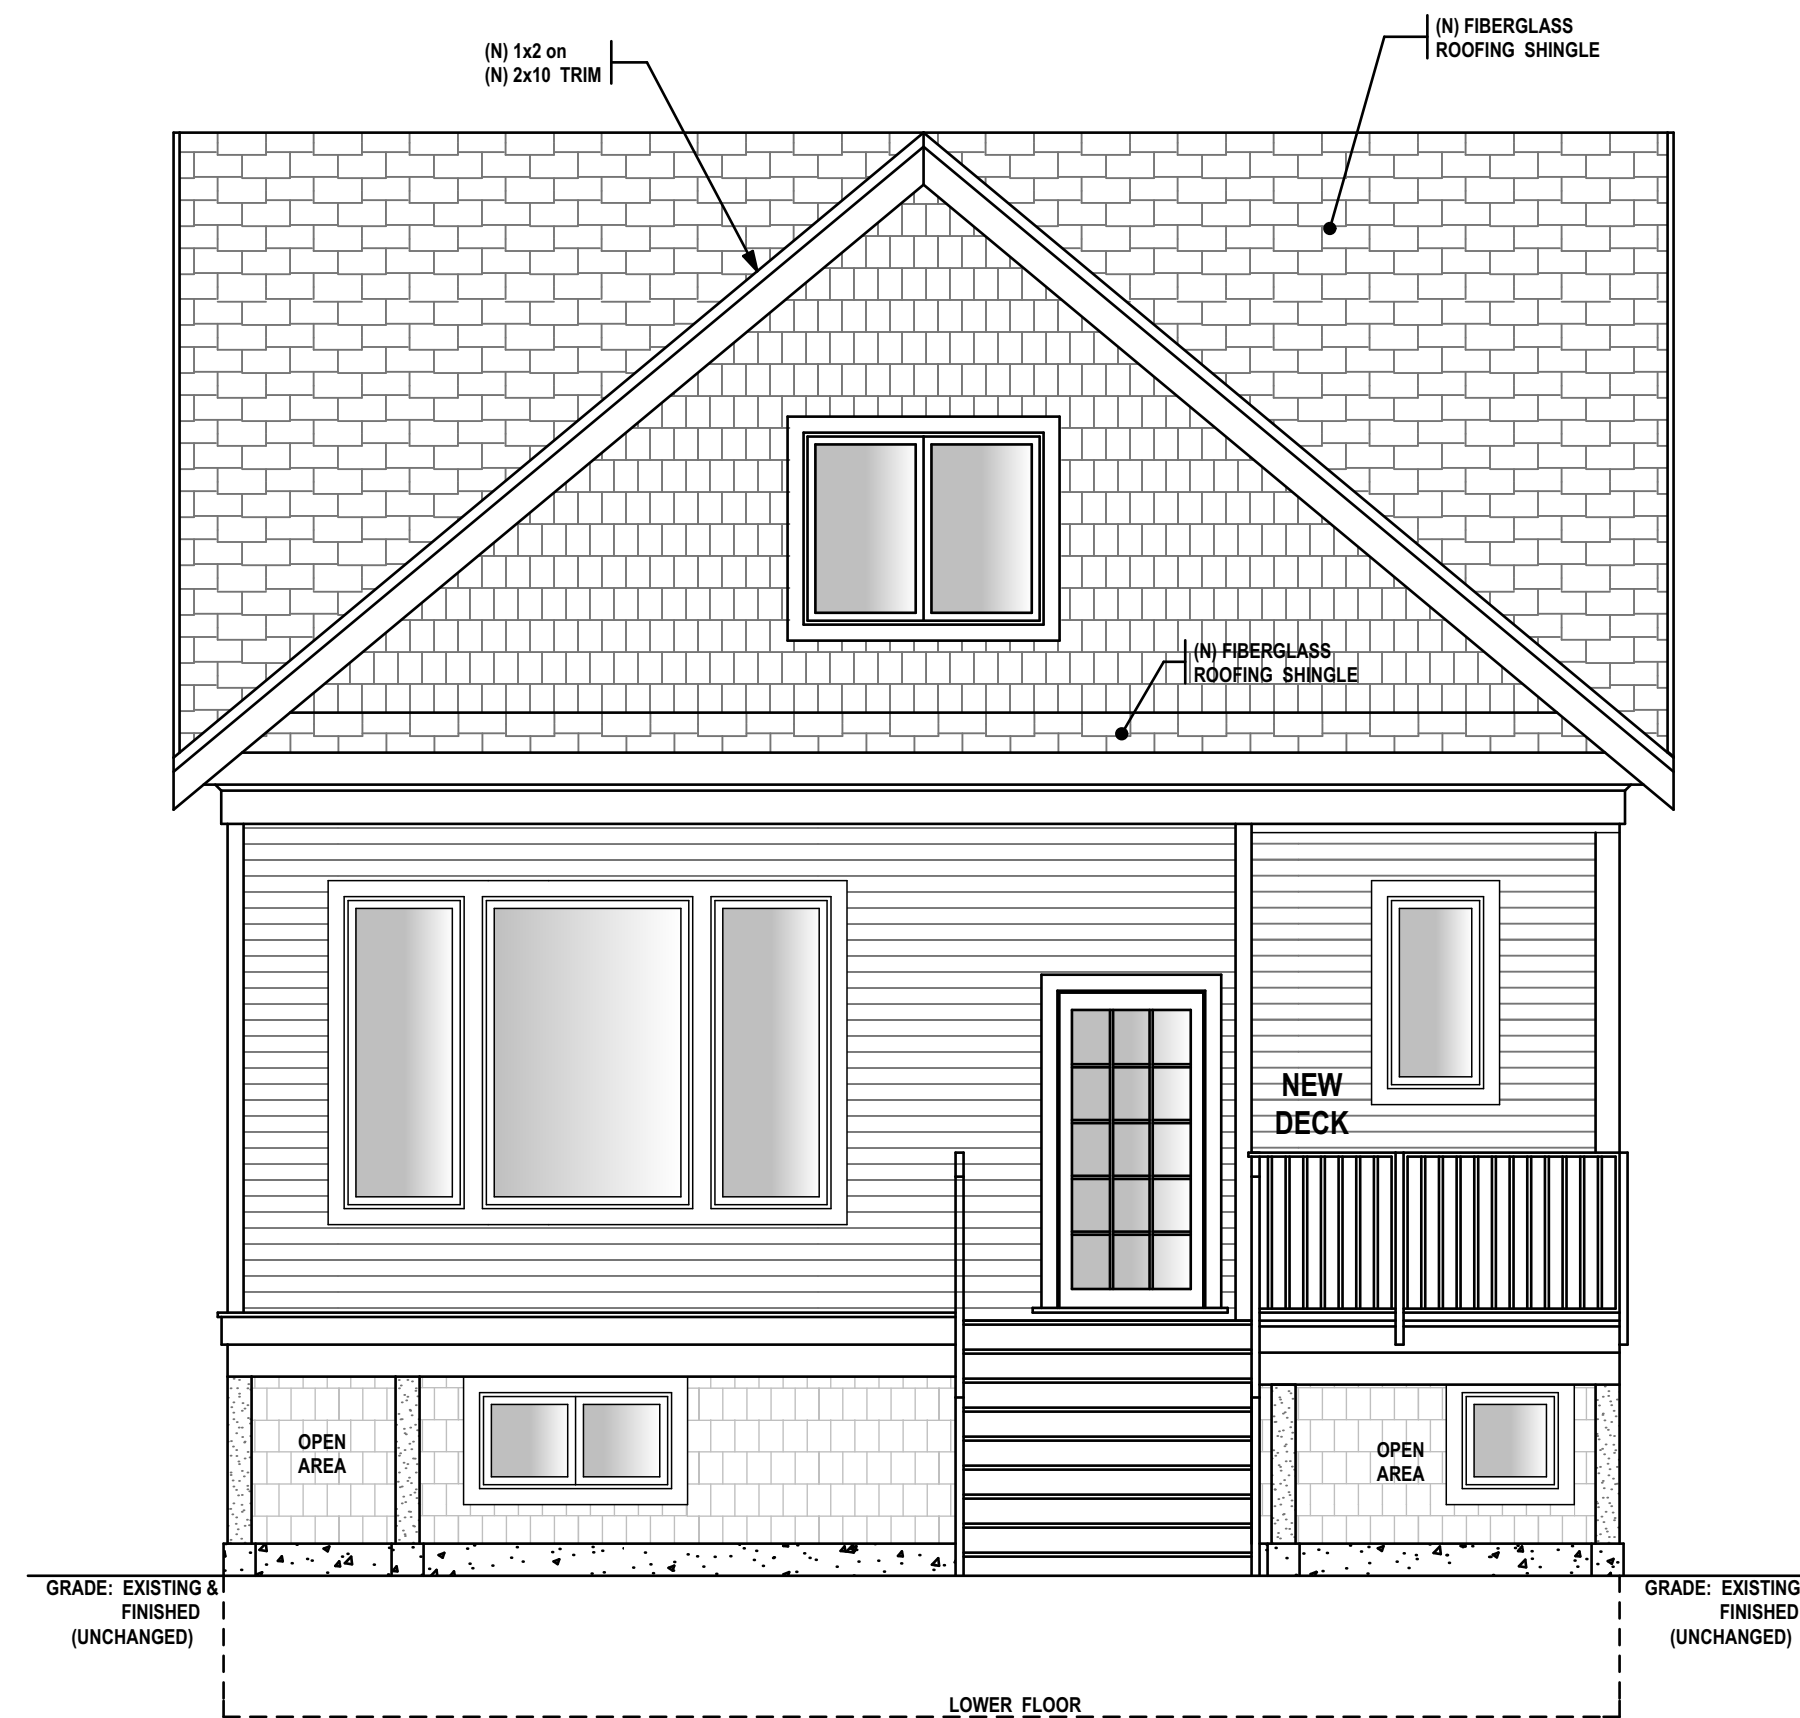 (N) 1x2 on
(N) 2x10 TRIM
(N) FIBERGLASS
ROOFING SHINGLE
(N) FIBERGLASS
ROOFING SHINGLE
NEW
DECK
OPEN
AREA
OPEN
AREA
GRADE: EXISTING &
FINISHED
(UNCHANGED)
GRADE: EXISTING
FINISHED
(UNCHANGED)
LOWER FLOOR